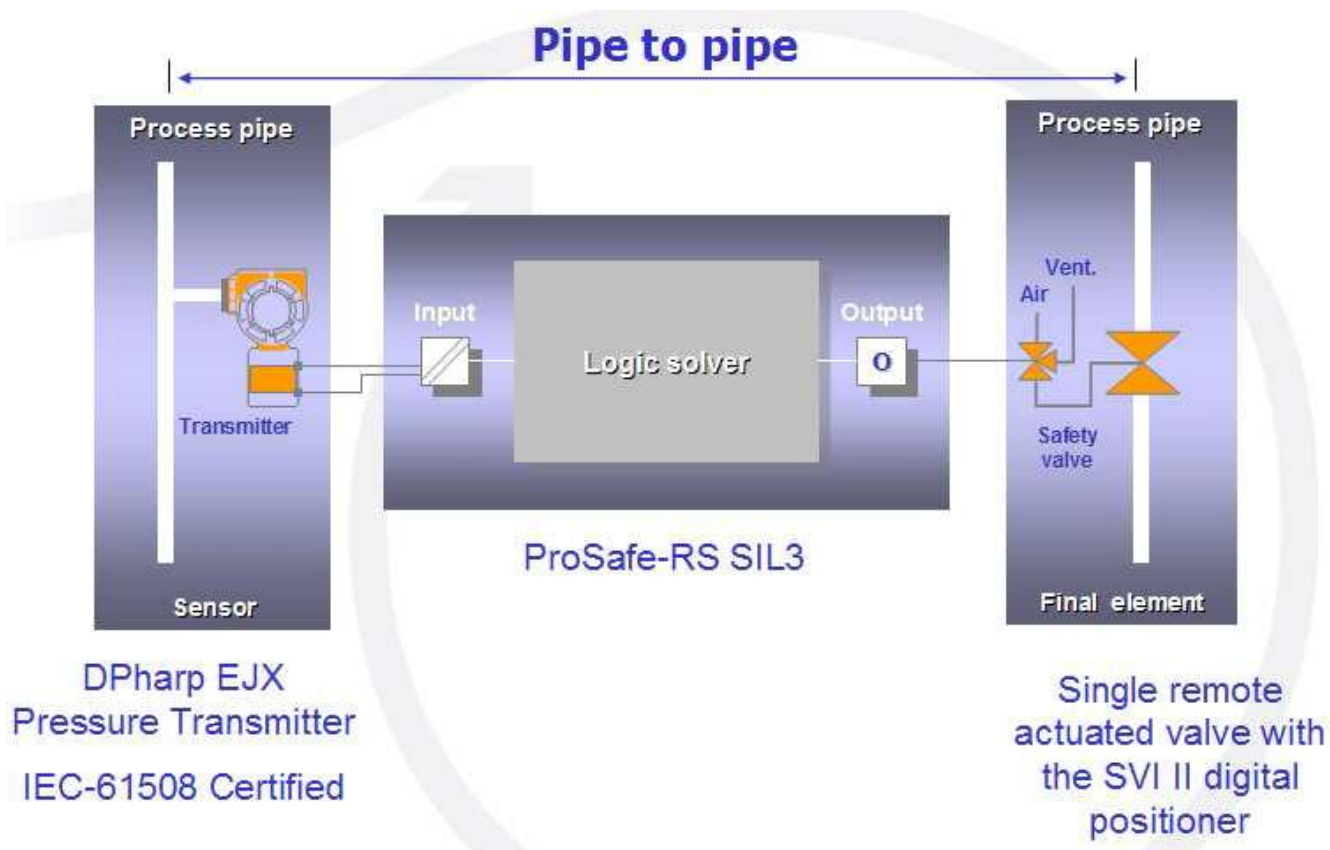 Pipe to pipe
Process pipe
Transmitter
Sensor
DPharp EJX
Pressure Transmitter
IEC-61508 Certified
Input
Logic solver
Output
O
ProSafe-RS SIL3
Process pipe
Vent.
Air
Safety
valve
Final element
Single remote
actuated valve with
the SVI II digital
positioner